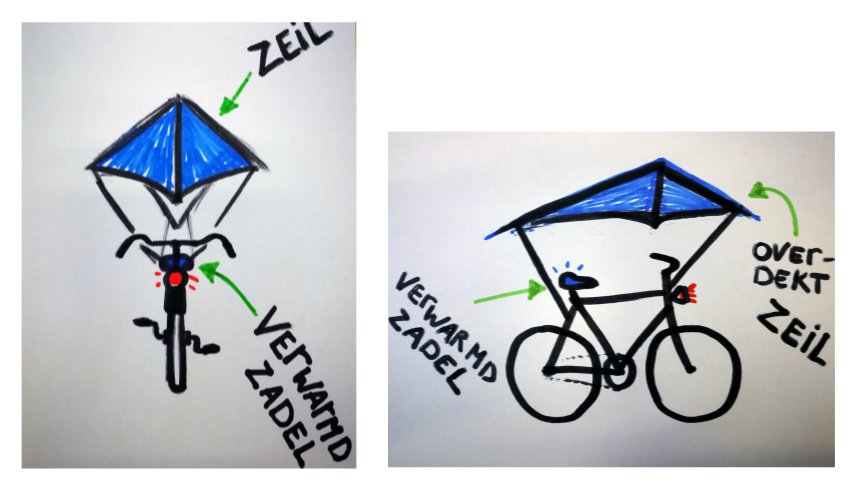 ZEiL
VERWARMD
ZADEL
OVER-
DEKT
ZEiL
VERWARMD
ZADEL